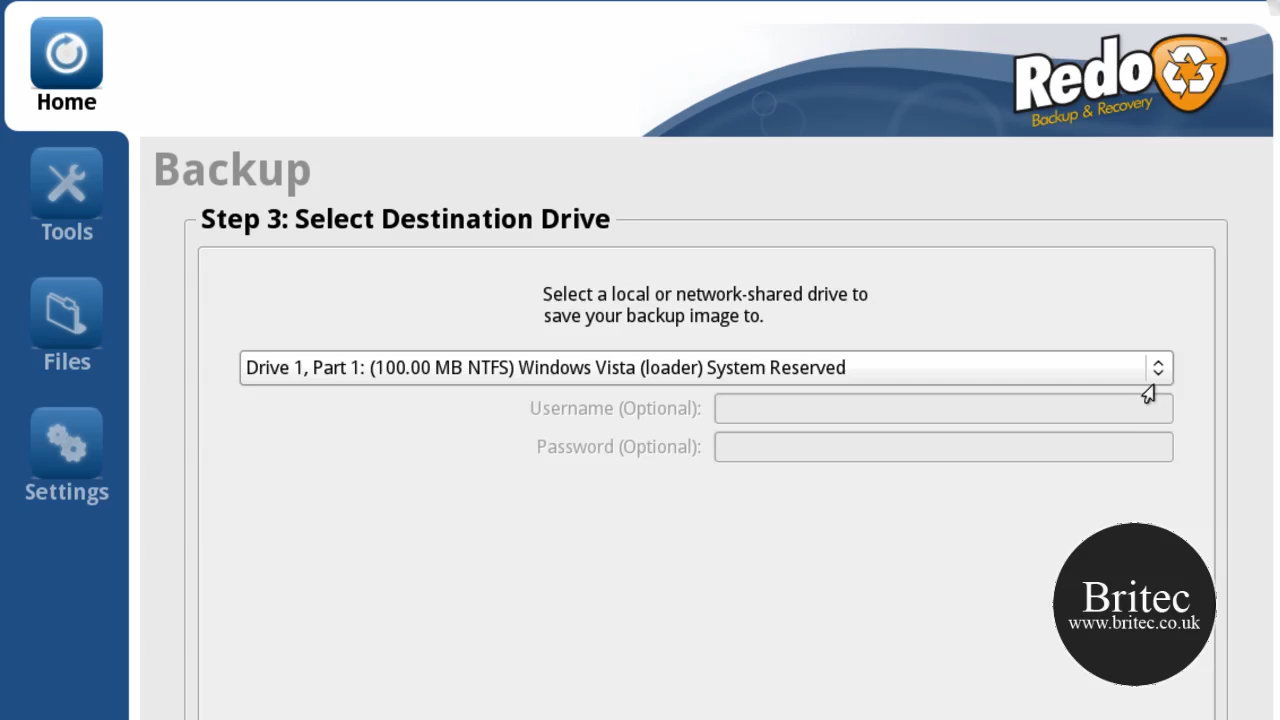 Home
Redo™
Backup & Recovery
Tools
Files
Settings
Backup
Step 3: Select Destination Drive
Select a local or network-shared drive to
save your backup image to.
Drive 1, Part 1: (100.00 MB NTFS) Windows Vista (loader) System Reserved
Username (Optional):
Password (Optional):
Britec
www.britec.co.uk